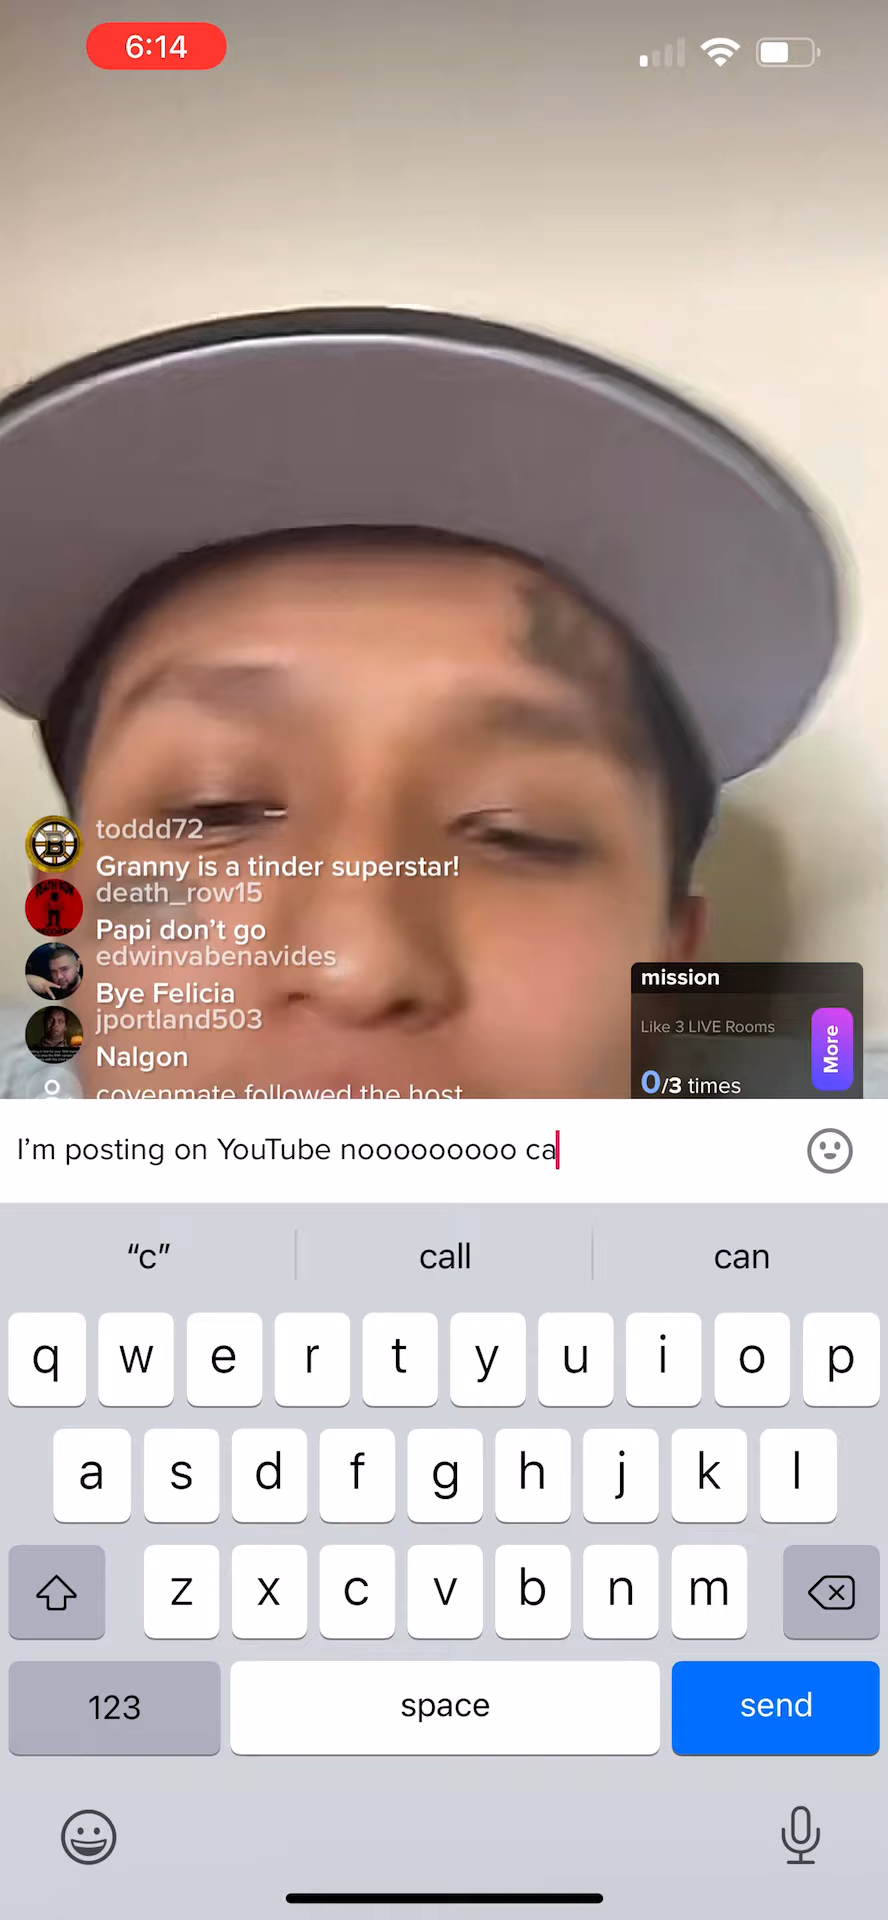 6:14
toddd72
Granny is a tinder superstar!
death_row15
Papi don’t go
edwinvabenavides
Bye Felicia
jportland503
Nalgon
covenmate followed the host
mission
Like 3 LIVE Rooms
0/3 times
More
I’m posting on YouTube nooooooooo ca
“c”
call
can
q w e r t y u i o p
a s d f g h j k l
z x c v b n m
123
space
send